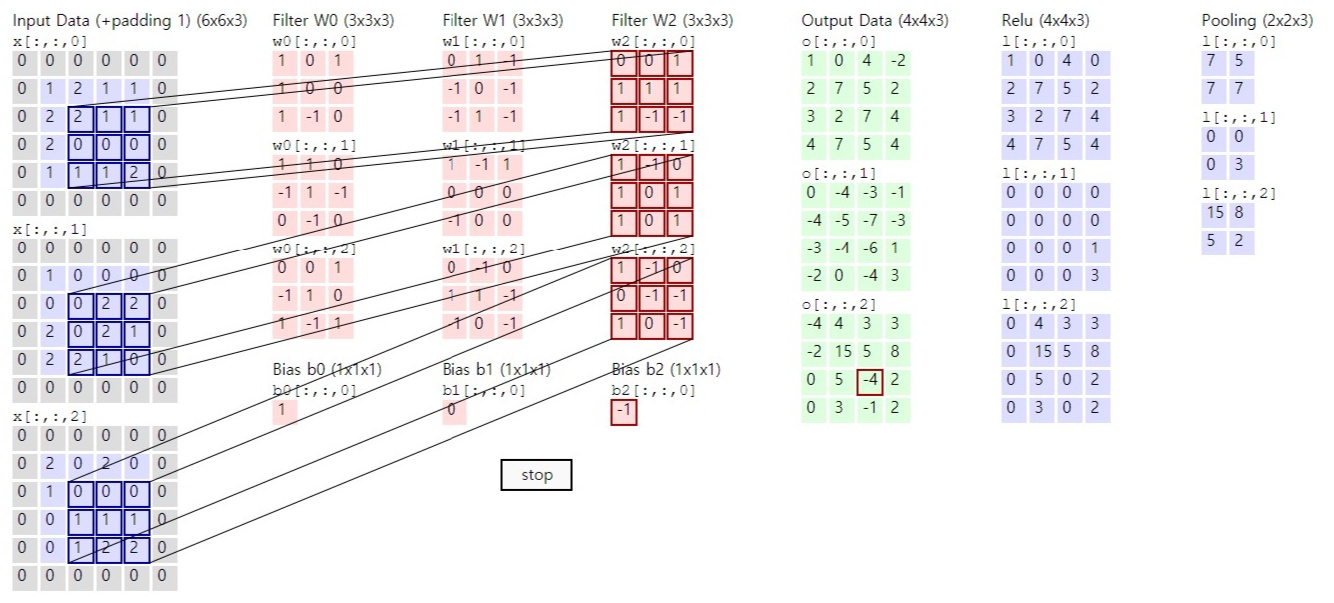 Input Data (+padding 1) (6x6x3)
x[:,:,0]
0 0 0 0 0 0
0 1 2 1 1 0
0 2 2 1 1 0
0 2 0 0 0 0
0 1 1 1 2 0
0 0 0 0 0 0
x[:,:,1]
0 0 0 0 0 0
0 1 0 0 0 0
0 0 0 2 2 0
0 2 0 2 1 0
0 2 2 1 0 0
0 0 0 0 0 0
x[:,:,2]
0 0 0 0 0 0
0 2 0 2 0 0
0 1 0 0 0 0
0 0 1 1 1 0
0 0 1 2 2 0
0 0 0 0 0 0
Filter W0 (3x3x3)
w0[:,:,0]
1 0 1
1 0 0
1 -1 0
w0[:,:,1]
1 1 0
-1 1 -1
0 -1 0
w0[:,:,2]
0 0 1
-1 1 0
1 -1 1
Bias b0 (1x1x1)
b0[:,:,0]
1
Filter W1 (3x3x3)
w1[:,:,0]
0 1 -1
-1 0 -1
-1 1 -1
w1[:,:,1]
1 -1 1
0 0 0
-1 0 0
w1[:,:,2]
0 -1 0
1 1 -1
-1 0 -1
Bias b1 (1x1x1)
b1[:,:,0]
0
Filter W2 (3x3x3)
w2[:,:,0]
0 0 1
1 1 1
1 -1 -1
w2[:,:,1]
1 -1 0
1 0 1
1 0 1
w2[:,:,2]
1 -1 0
0 -1 -1
1 0 -1
Bias b2 (1x1x1)
b2[:,:,0]
-1
stop
Output Data (4x4x3)
o[:,:,0]
1 0 4 -2
2 7 5 2
3 2 7 4
4 7 5 4
o[:,:,1]
0 -4 -3 -1
-4 -5 -7 -3
-3 -4 -6 1
-2 0 -4 3
o[:,:,2]
-4 4 3 3
-2 15 5 8
0 5 -4 2
0 3 -1 2
Relu (4x4x3)
l[:,:,0]
1 0 4 0
2 7 5 2
3 2 7 4
4 7 5 4
l[:,:,1]
0 0 0 0
0 0 0 0
0 0 0 1
0 0 0 3
l[:,:,2]
0 4 3 3
0 15 5 8
0 5 0 2
0 3 0 2
Pooling (2x2x3)
l[:,:,0]
7 5
7 7
l[:,:,1]
0 0
0 3
l[:,:,2]
15 8
5 2